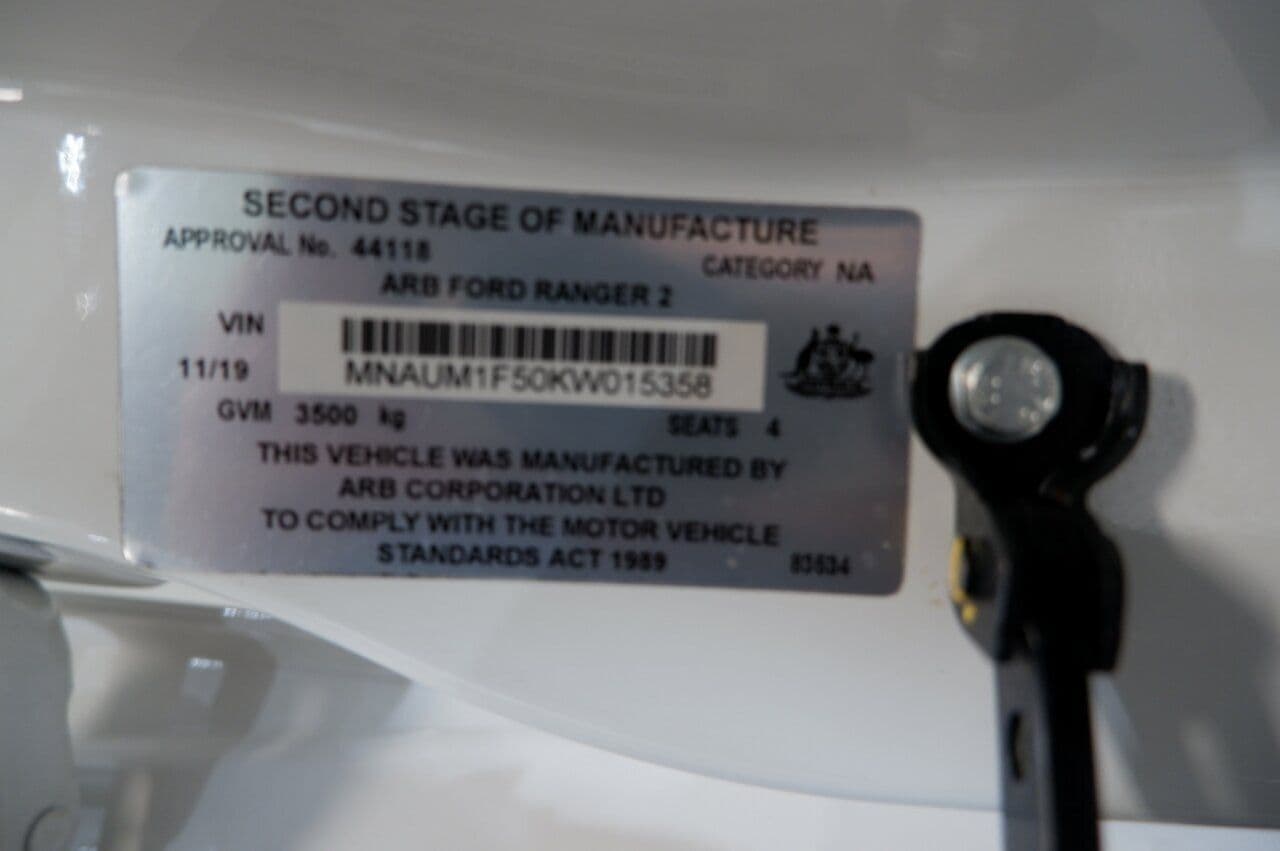 SECOND STAGE OF MANUFACTURE
APPROVAL No. 44118
CATEGORY NA
ARB FORD RANGER 2
VIN
MNAUM1F50KW015358
11/19
GVM 3500 kg
SEATS 4
THIS VEHICLE WAS MANUFACTURED BY
ARB CORPORATION LTD
TO COMPLY WITH THE MOTOR VEHICLE
STANDARDS ACT 1989
83534